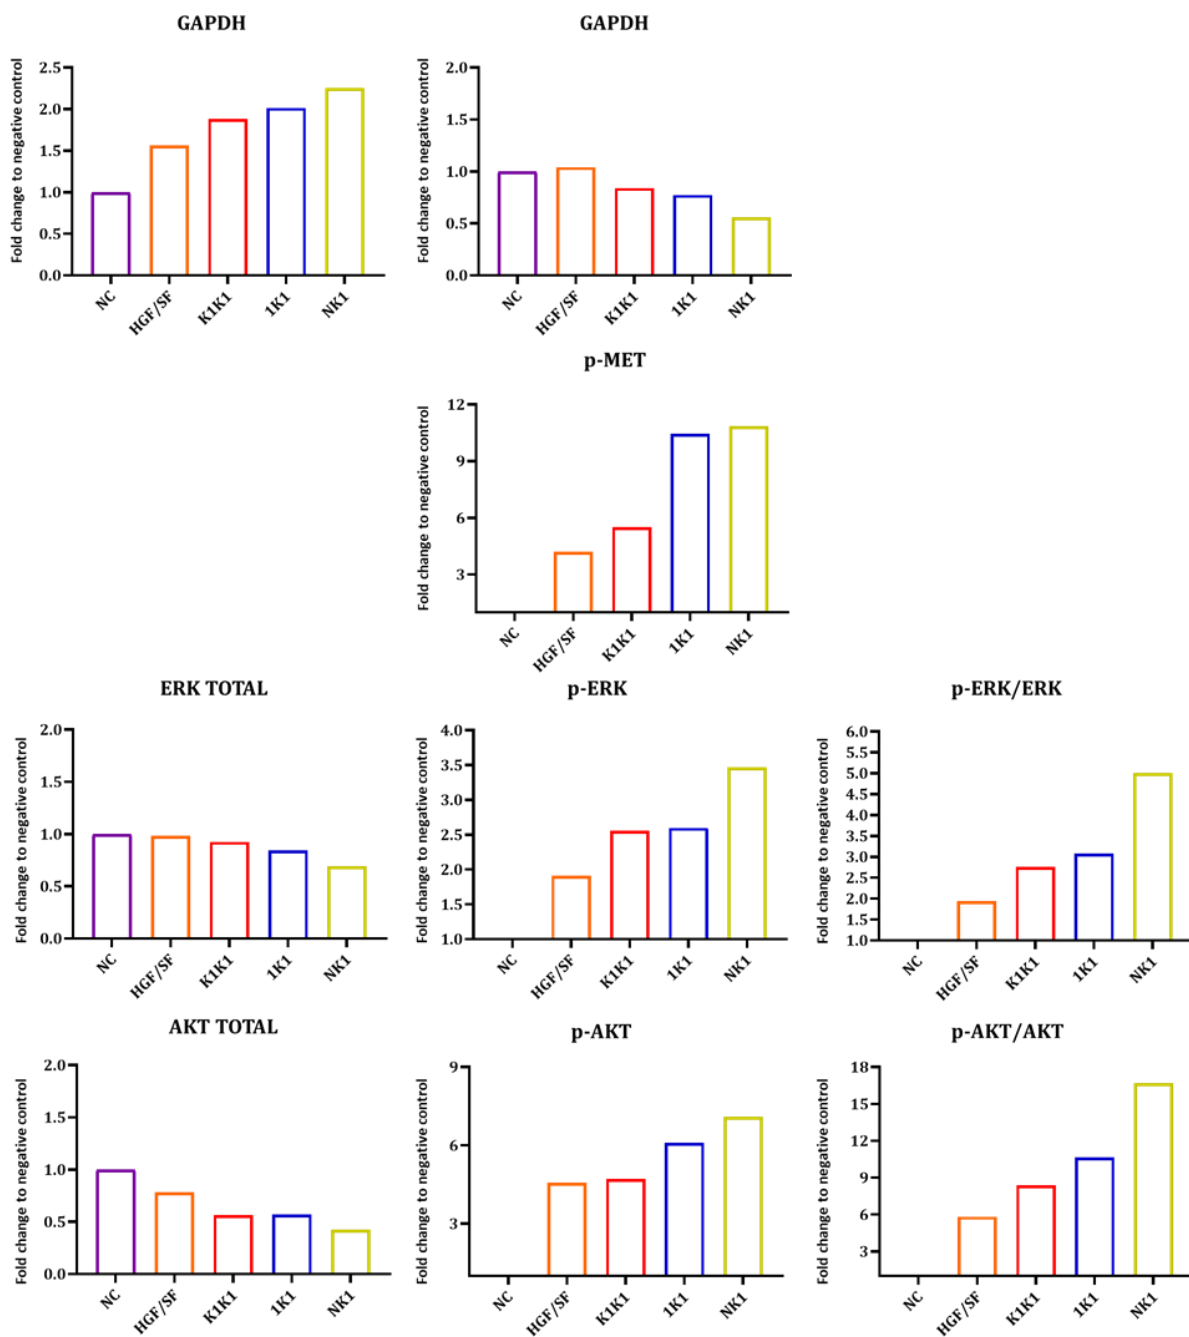 GAPDH
Fold change to negative control
2.5
2.0
1.5
1.0
0.5
0.0
NC
HGF/SF
K1K1
1K1
NK1
GAPDH
Fold change to negative control
2.0
1.5
1.0
0.5
0.0
NC
HGF/SF
K1K1
1K1
NK1
p-MET
Fold change to negative control
12
9
6
3
NC
HGF/SF
K1K1
1K1
NK1
ERK TOTAL
Fold change to negative control
2.0
1.5
1.0
0.5
0.0
NC
HGF/SF
K1K1
1K1
NK1
p-ERK
Fold change to negative control
4.0
3.5
3.0
2.5
2.0
1.5
1.0
NC
HGF/SF
K1K1
1K1
NK1
p-ERK/ERK
Fold change to negative control
6.0
5.5
5.0
4.5
4.0
3.5
3.0
2.5
2.0
1.5
1.0
NC
HGF/SF
K1K1
1K1
NK1
AKT TOTAL
Fold change to negative control
2.0
1.5
1.0
0.5
0.0
NC
HGF/SF
K1K1
1K1
NK1
p-AKT
Fold change to negative control
9
6
3
NC
HGF/SF
K1K1
1K1
NK1
p-AKT/AKT
Fold change to negative control
18
15
12
9
6
3
NC
HGF/SF
K1K1
1K1
NK1